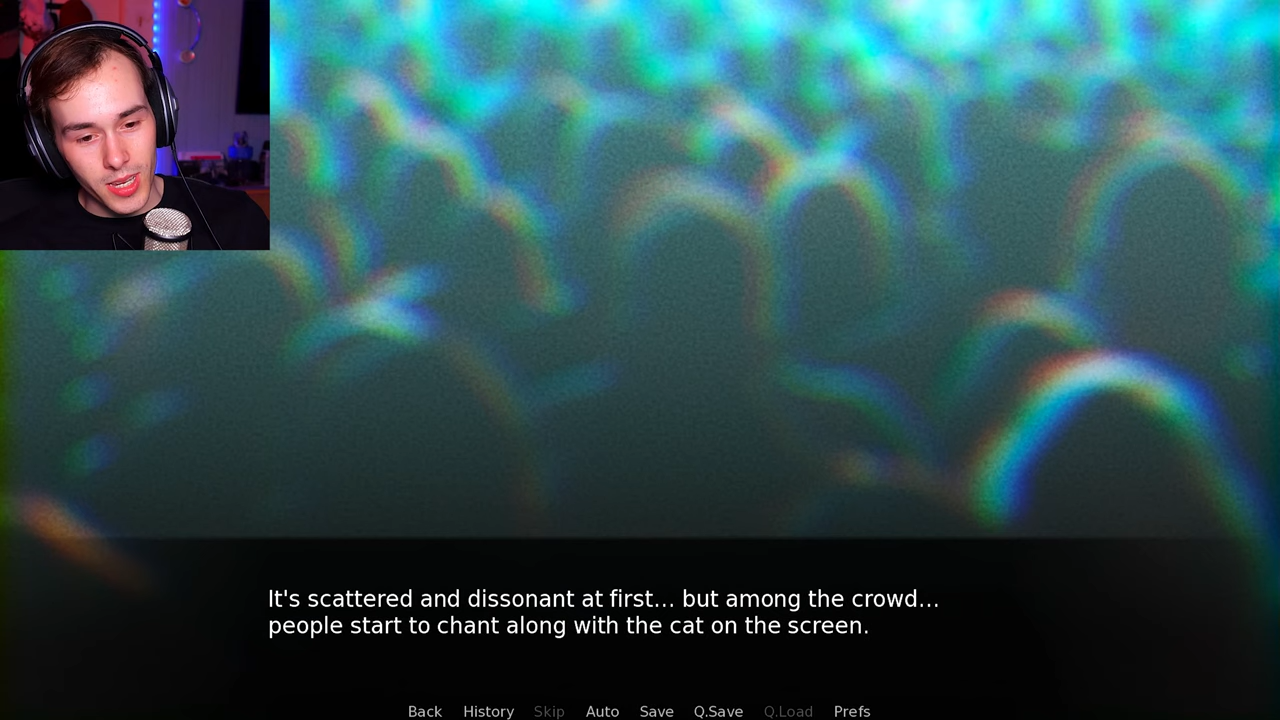 It's scattered and dissonant at first... but among the crowd...
people start to chant along with the cat on the screen.
Back History Skip Auto Save Q.Save Q.Load Prefs